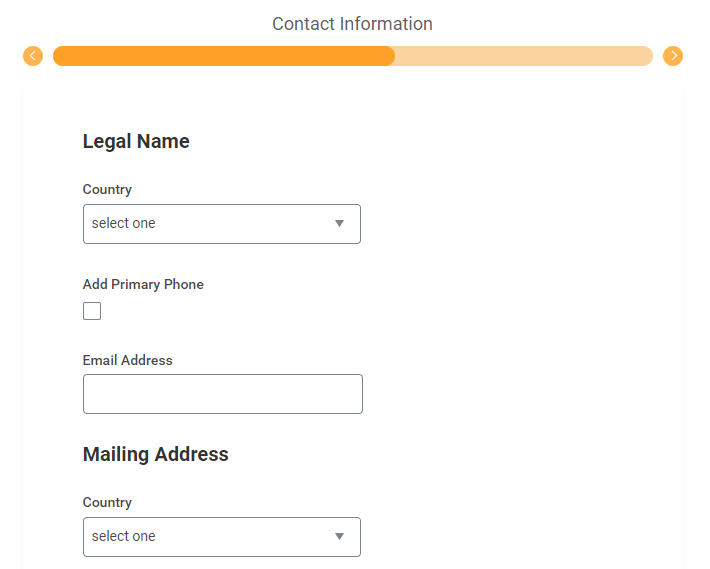 Contact Information
Legal Name
Country
select one
Add Primary Phone
Email Address
Mailing Address
Country
select one